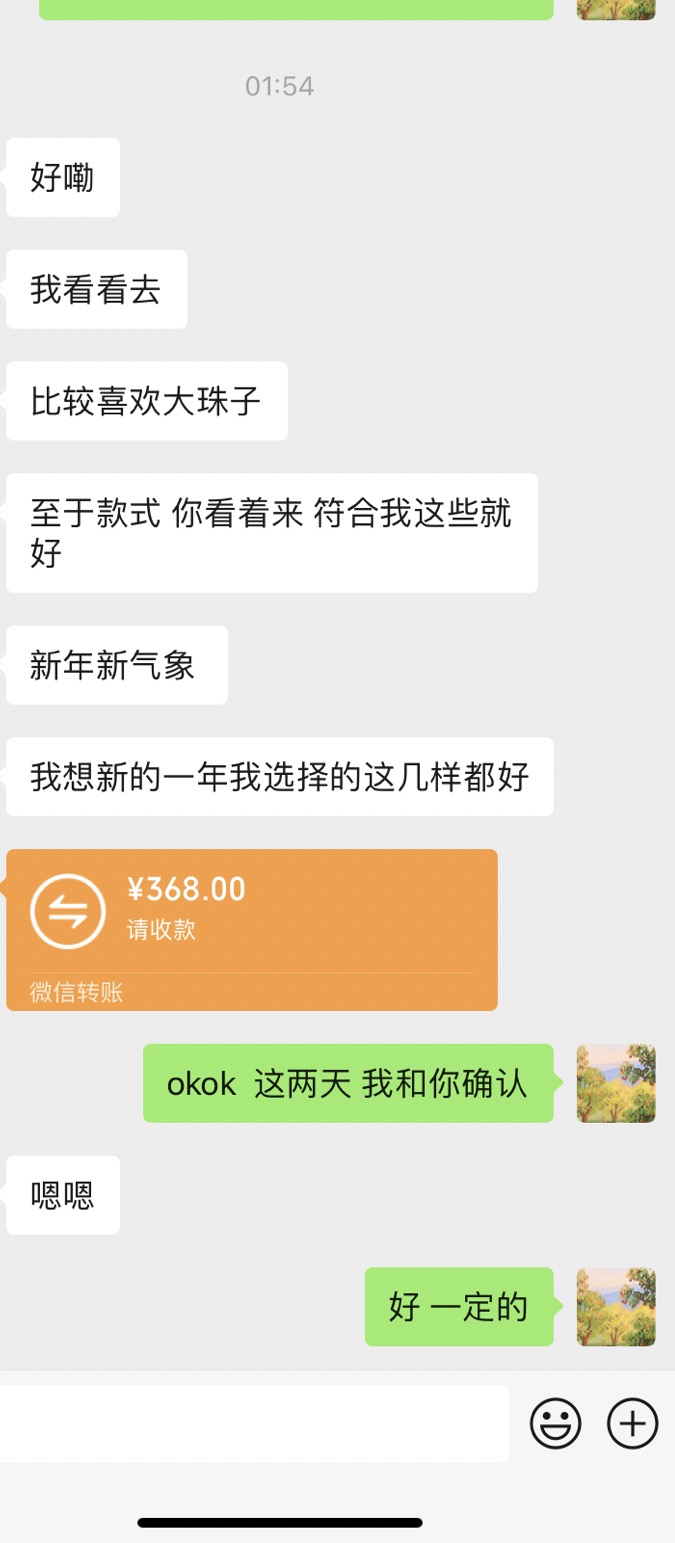 01:54
好嘞
我看看去
比较喜欢大珠子
至于款式 你看着来 符合我这些就
好
新年新气象
我想新的一年我选择的这几样都好
¥368.00
请收款
微信转账
okok 这两天 我和你确认
嗯嗯
好 一定的